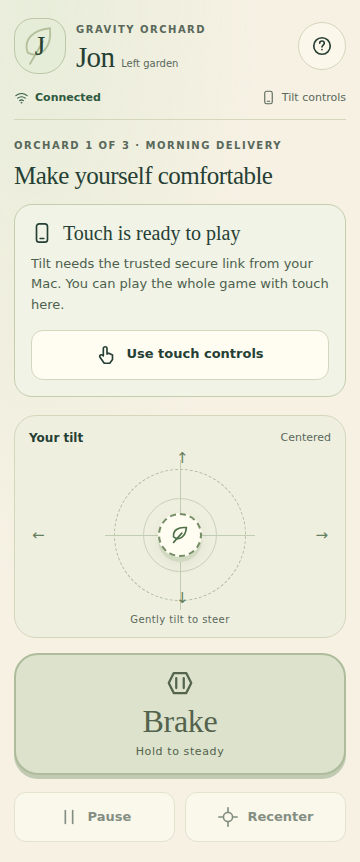 J
GRAVITY ORCHARD
Jon Left garden
Connected
Tilt controls
ORCHARD 1 OF 3 · MORNING DELIVERY
Make yourself comfortable
Touch is ready to play
Tilt needs the trusted secure link from your
Mac. You can play the whole game with touch
here.
Use touch controls
Your tilt
Centered
↑
← →
↓
Gently tilt to steer
Brake
Hold to steady
Pause
Recenter